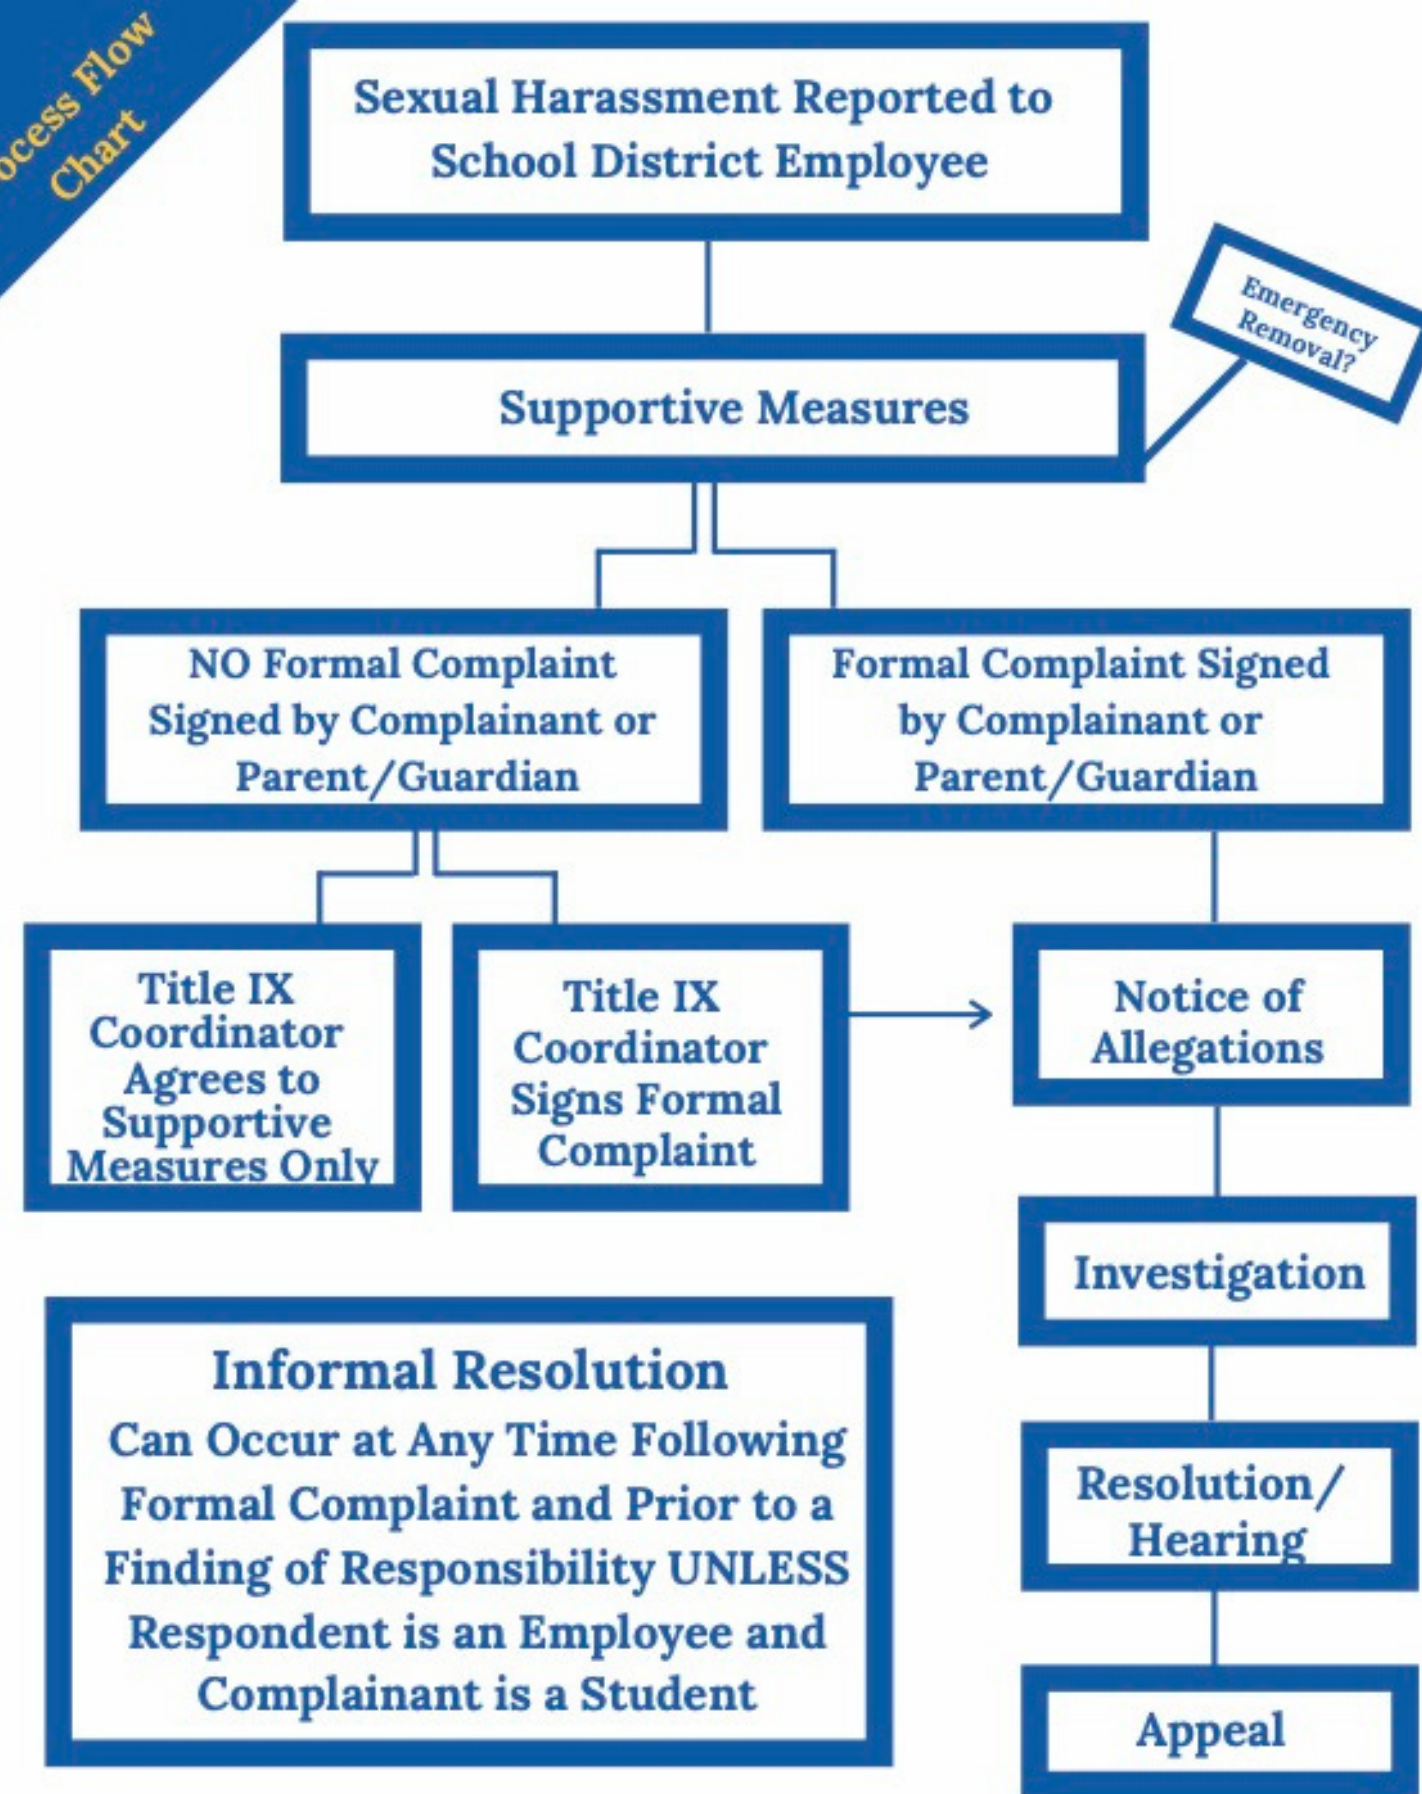 Flow
Chart
Sexual Harassment Reported to
School District Employee
Emergency
Removal?
Supportive Measures
NO Formal Complaint
Signed by Complainant or
Parent/Guardian
Formal Complaint Signed
by Complainant or
Parent/Guardian
Title IX
Coordinator
Agrees to
Supportive
Measures Only
Title IX
Coordinator
Signs Formal
Complaint
Notice of
Allegations
Investigation
Informal Resolution
Can Occur at Any Time Following
Formal Complaint and Prior to a
Finding of Responsibility UNLESS
Respondent is an Employee and
Complainant is a Student
Resolution/
Hearing
Appeal